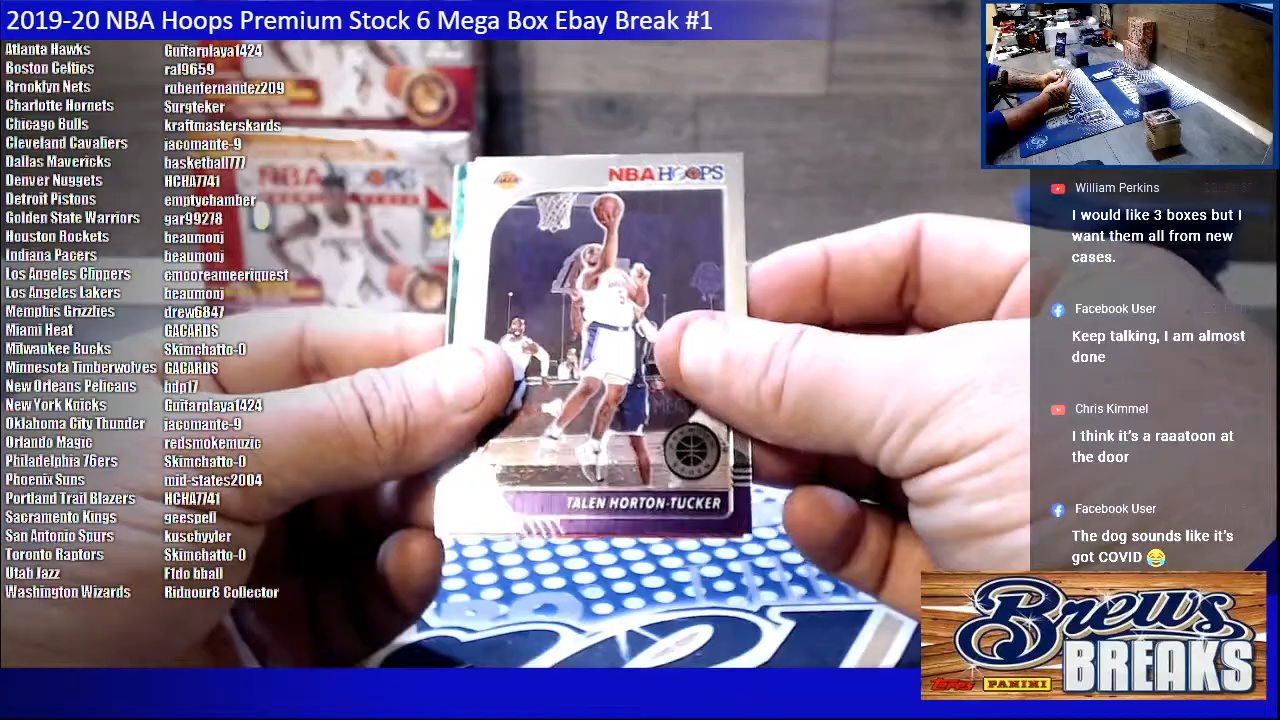 2019-20 NBA Hoops Premium Stock 6 Mega Box Ebay Break #1
Atlanta Hawks Guitarplaya1424
Boston Celtics ral9659
Brooklyn Nets rubenfernandez209
Charlotte Hornets Surgteker
Chicago Bulls kraftmasterskards
Cleveland Cavaliers jacomante-9
Dallas Mavericks basketball777
Denver Nuggets HCHA7741
Detroit Pistons emptychamber
Golden State Warriors gar99278
Houston Rockets beaumonj
Indiana Pacers beaumonj
Los Angeles Clippers cmooreameeriquest
Los Angeles Lakers beaumonj
Memphis Grizzlies drew6847
Miami Heat GACARDS
Milwaukee Bucks Skimchatto-0
Minnesota Timberwolves GACARDS
New Orleans Pelicans bdp17
New York Knicks Guitarplaya1424
Oklahoma City Thunder jacomante-9
Orlando Magic redsmokemuzic
Philadelphia 76ers Skimchatto-0
Phoenix Suns mid-states2004
Portland Trail Blazers HCHA7741
Sacramento Kings geespell
San Antonio Spurs kuschyyler
Toronto Raptors Skimchatto-0
Utah Jazz F1do bhall
Washington Wizards Ridnour8 Collector
NBA HOOPS
NBA HOOPS
TALEN HORTON-TUCKER
William Perkins
I would like 3 boxes but I
want them all from new
cases.
Facebook User
Keep talking, I am almost
done
Chris Kimmel
I think it's a raaatoon at
the door
Facebook User
The dog sounds like it's
got COVID 😂
Brews
BREAKS
Topps PANINI